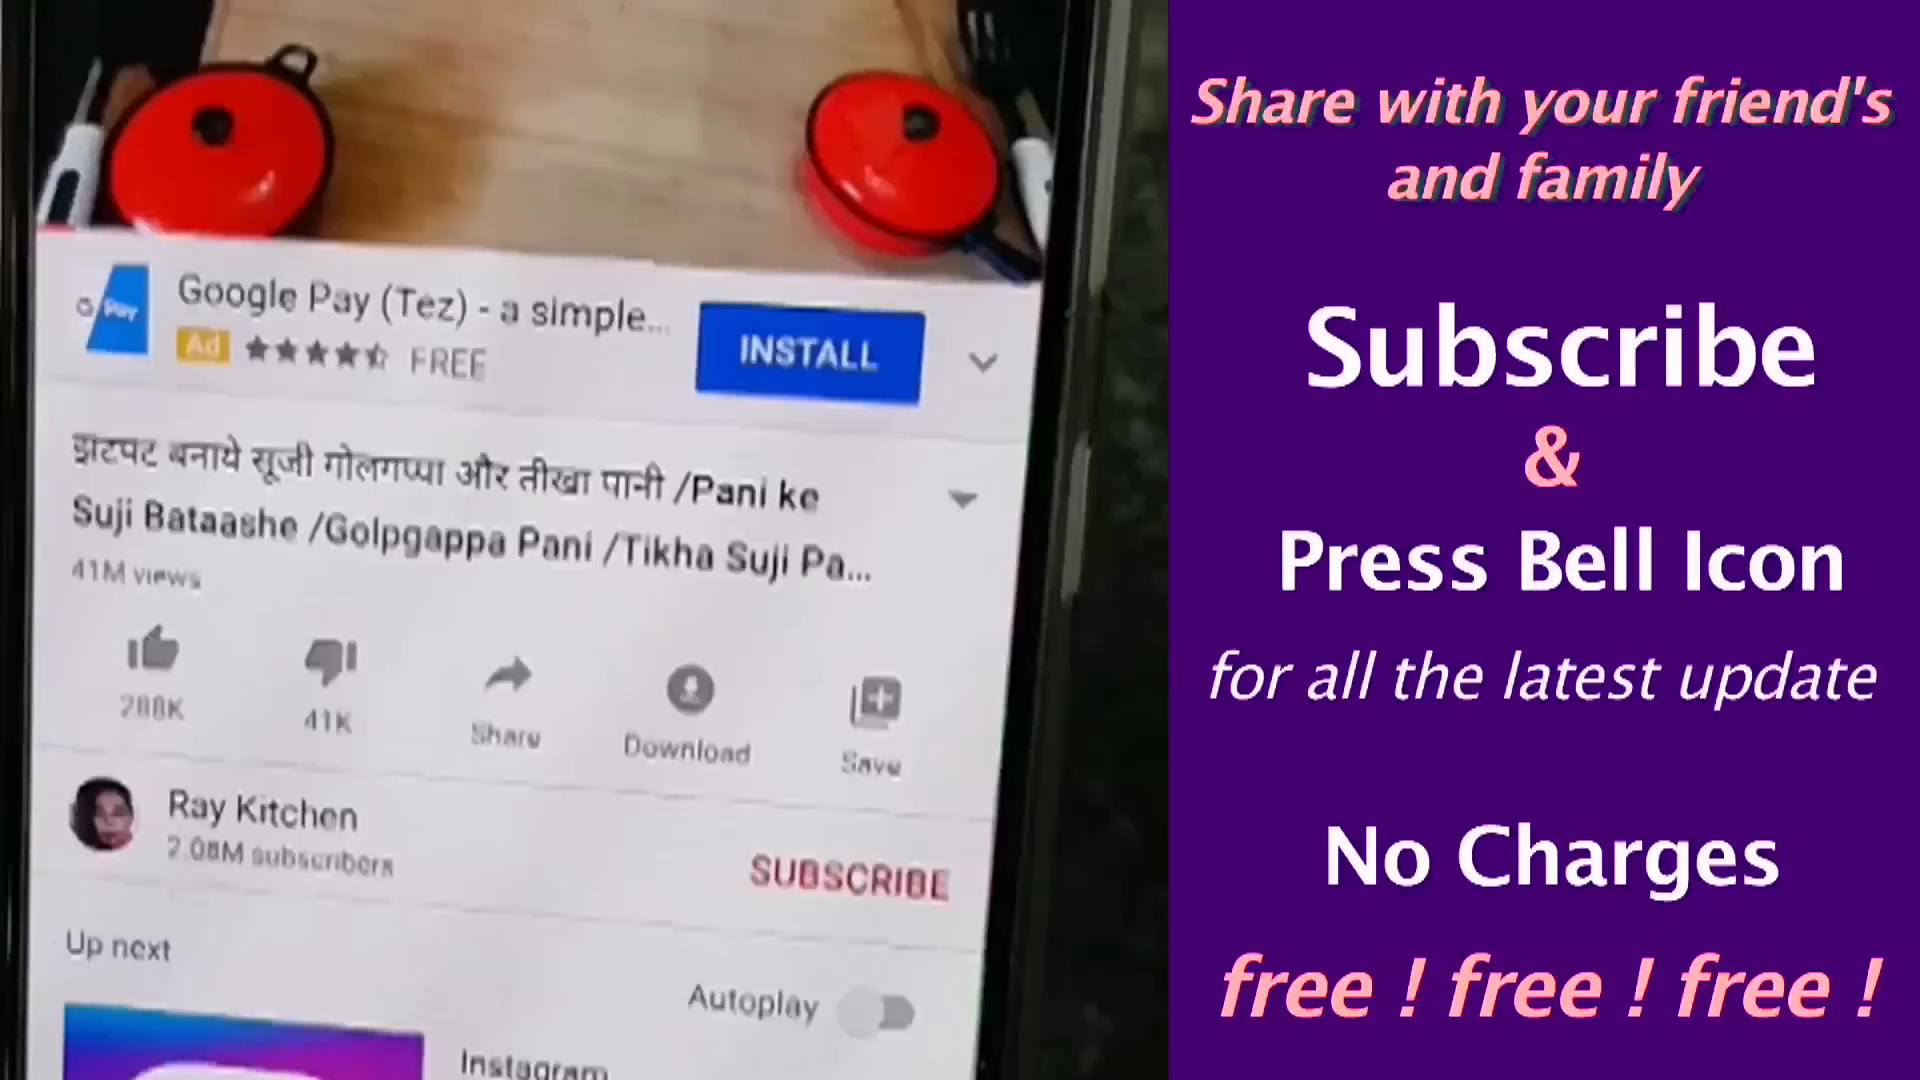 G Pay
Google Pay (Tez) - a simple...
Ad FREE
INSTALL
झटपट बनाये सूजी गोलगप्पा और तीखा पानी /Pani ke
Suji Bataashe /Golpgappa Pani /Tikha Suji Pa...
41M views
288K
41K
Share
Download
Save
Ray Kitchen
2.08M subscribers
SUBSCRIBE
Up next
Autoplay
Instagram
Share with your friend's
and family
Subscribe
&
Press Bell Icon
for all the latest update
No Charges
free ! free ! free !